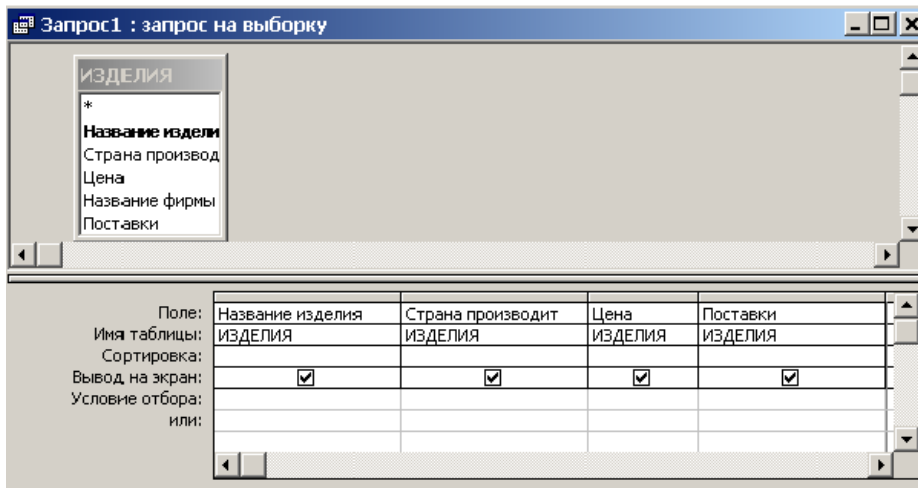 Запрос1 : запрос на выборку
ИЗДЕЛИЯ
*
Название издели
Страна производ
Цена
Название фирмы
Поставки
Поле: Название изделия Страна производит Цена Поставки
Имя таблицы: ИЗДЕЛИЯ ИЗДЕЛИЯ ИЗДЕЛИЯ ИЗДЕЛИЯ
Сортировка:
Вывод на экран:
Условие отбора:
или: